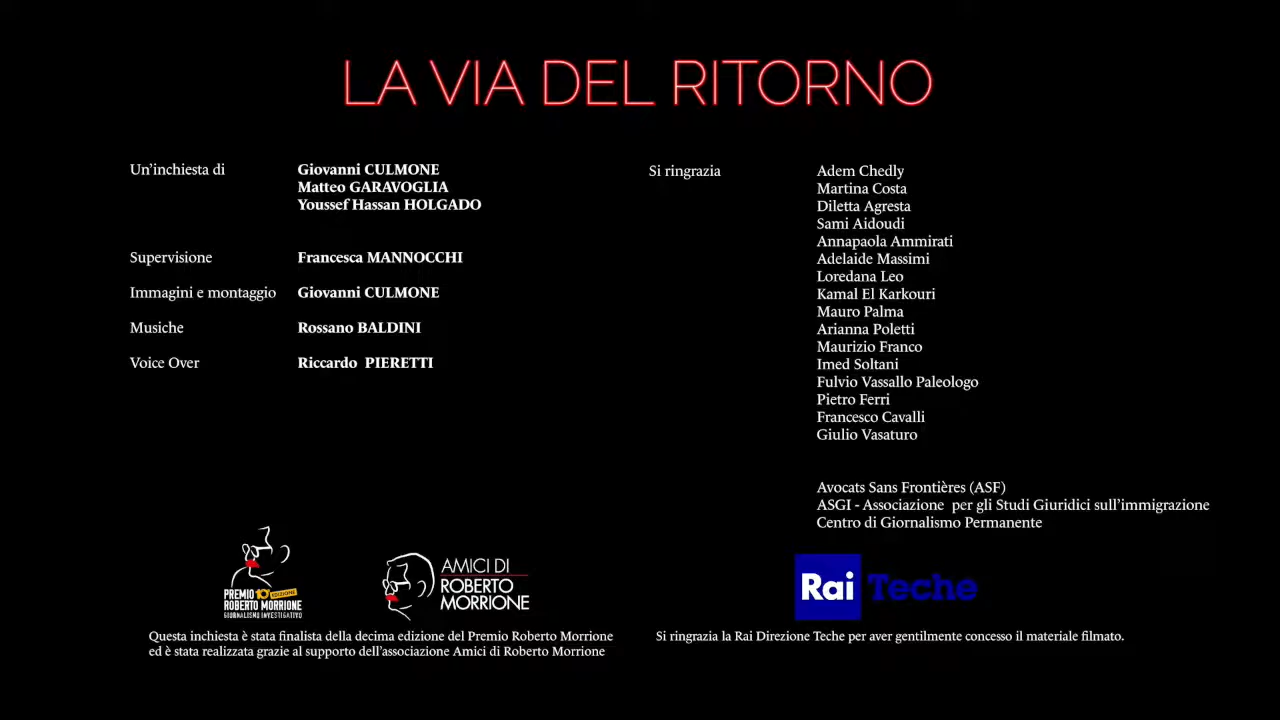 LA VIA DEL RITORNO
Un'inchiesta di
Giovanni CULMONE
Matteo GARAVOGLIA
Youssef Hassan HOLGADO
Supervisione
Francesca MANNOCCHI
Immagini e montaggio
Giovanni CULMONE
Musiche
Rossano BALDINI
Voice Over
Riccardo PIERETTI
Si ringrazia
Adem Chedly
Martina Costa
Diletta Agresta
Sami Aidoudi
Annapaola Ammirati
Adelaide Massimi
Loredana Leo
Kamal El Karkouri
Mauro Palma
Arianna Poletti
Maurizio Franco
Imed Soltani
Fulvio Vassallo Paleologo
Pietro Ferri
Francesco Cavalli
Giulio Vasaturo
Avocats Sans Frontières (ASF)
ASGI - Associazione per gli Studi Giuridici sull'immigrazione
Centro di Giornalismo Permanente
PREMIO 10ª EDIZIONE
ROBERTO MORRIONE
GIORNALISMO INVESTIGATIVO
AMICI DI
ROBERTO
MORRIONE
Rai Teche
Questa inchiesta è stata finalista della decima edizione del Premio Roberto Morrione
ed è stata realizzata grazie al supporto dell'associazione Amici di Roberto Morrione
Si ringrazia la Rai Direzione Teche per aver gentilmente concesso il materiale filmato.